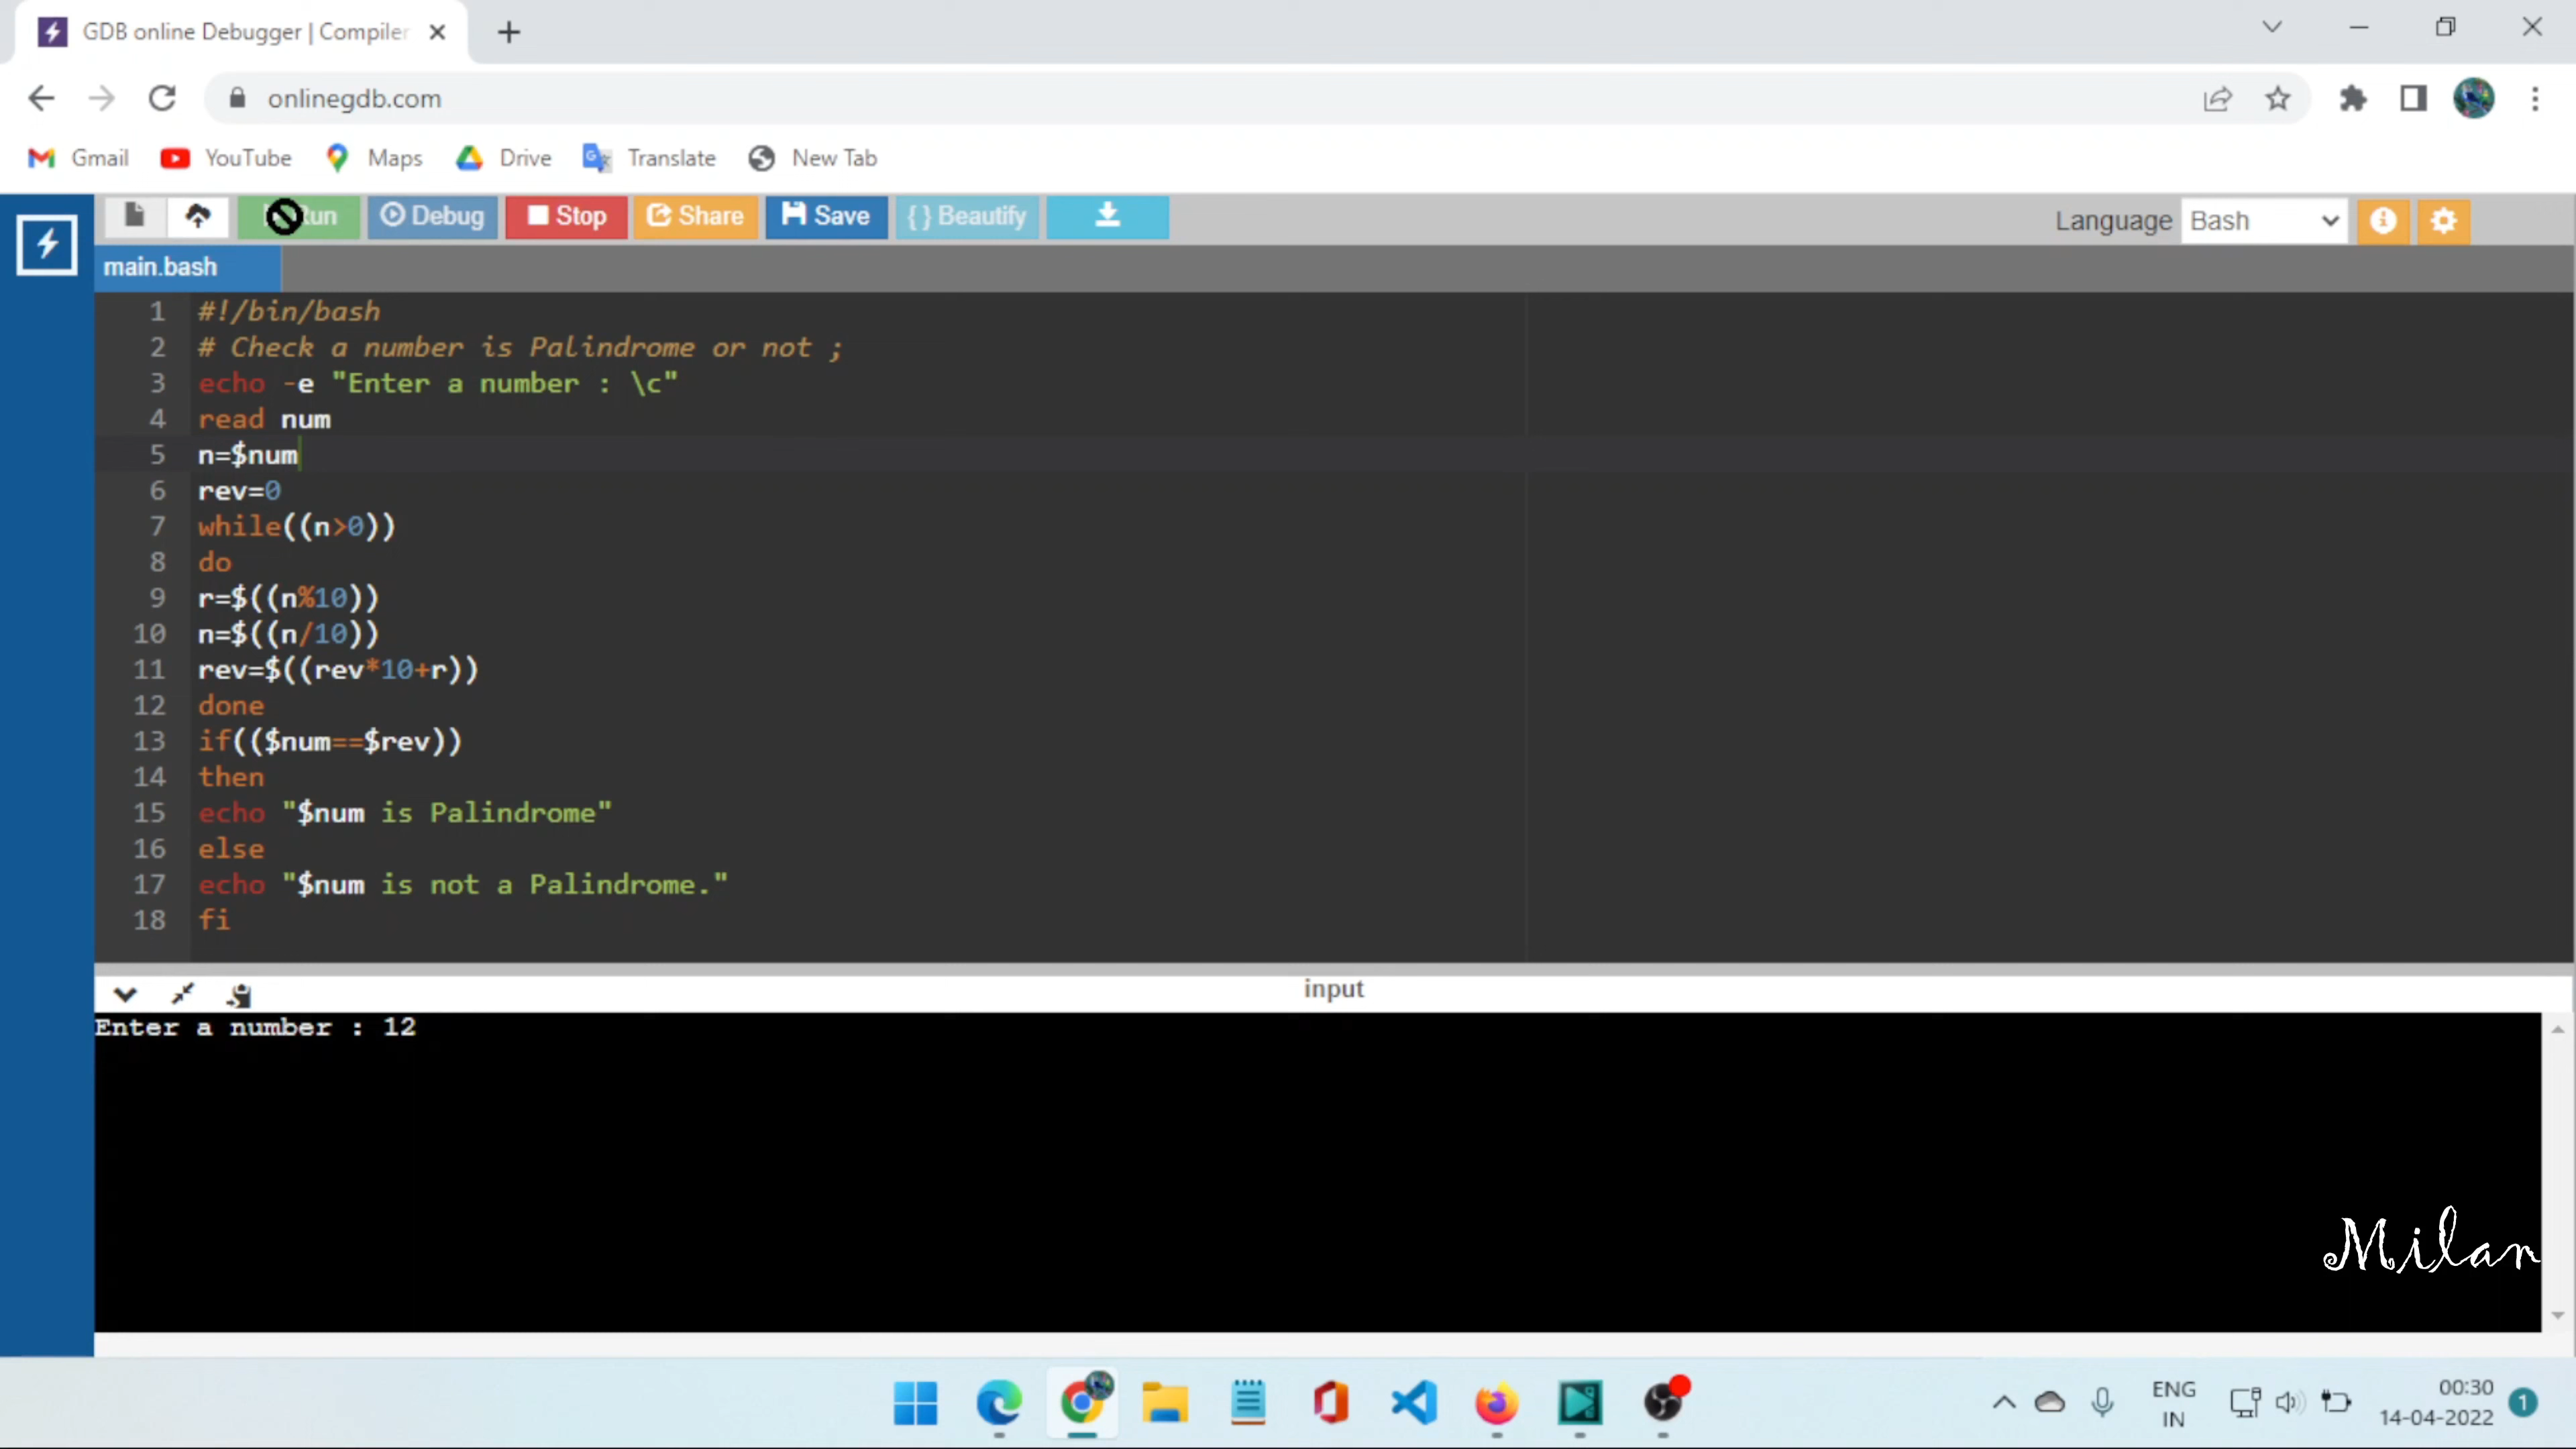 GDB online Debugger | Compiler
onlinegdb.com
Gmail YouTube Maps Drive Translate New Tab
Run Debug Stop Share Save { } Beautify Language Bash
main.bash
1 #!/bin/bash
2 # Check a number is Palindrome or not ;
3 echo -e "Enter a number : \c"
4 read num
5 n=$num
6 rev=0
7 while((n>0))
8 do
9 r=$((n%10))
10 n=$((n/10))
11 rev=$((rev*10+r))
12 done
13 if(($num==$rev))
14 then
15 echo "$num is Palindrome"
16 else
17 echo "$num is not a Palindrome."
18 fi
input
Enter a number : 12
Milan
ENG 00:30
IN 14-04-2022 1